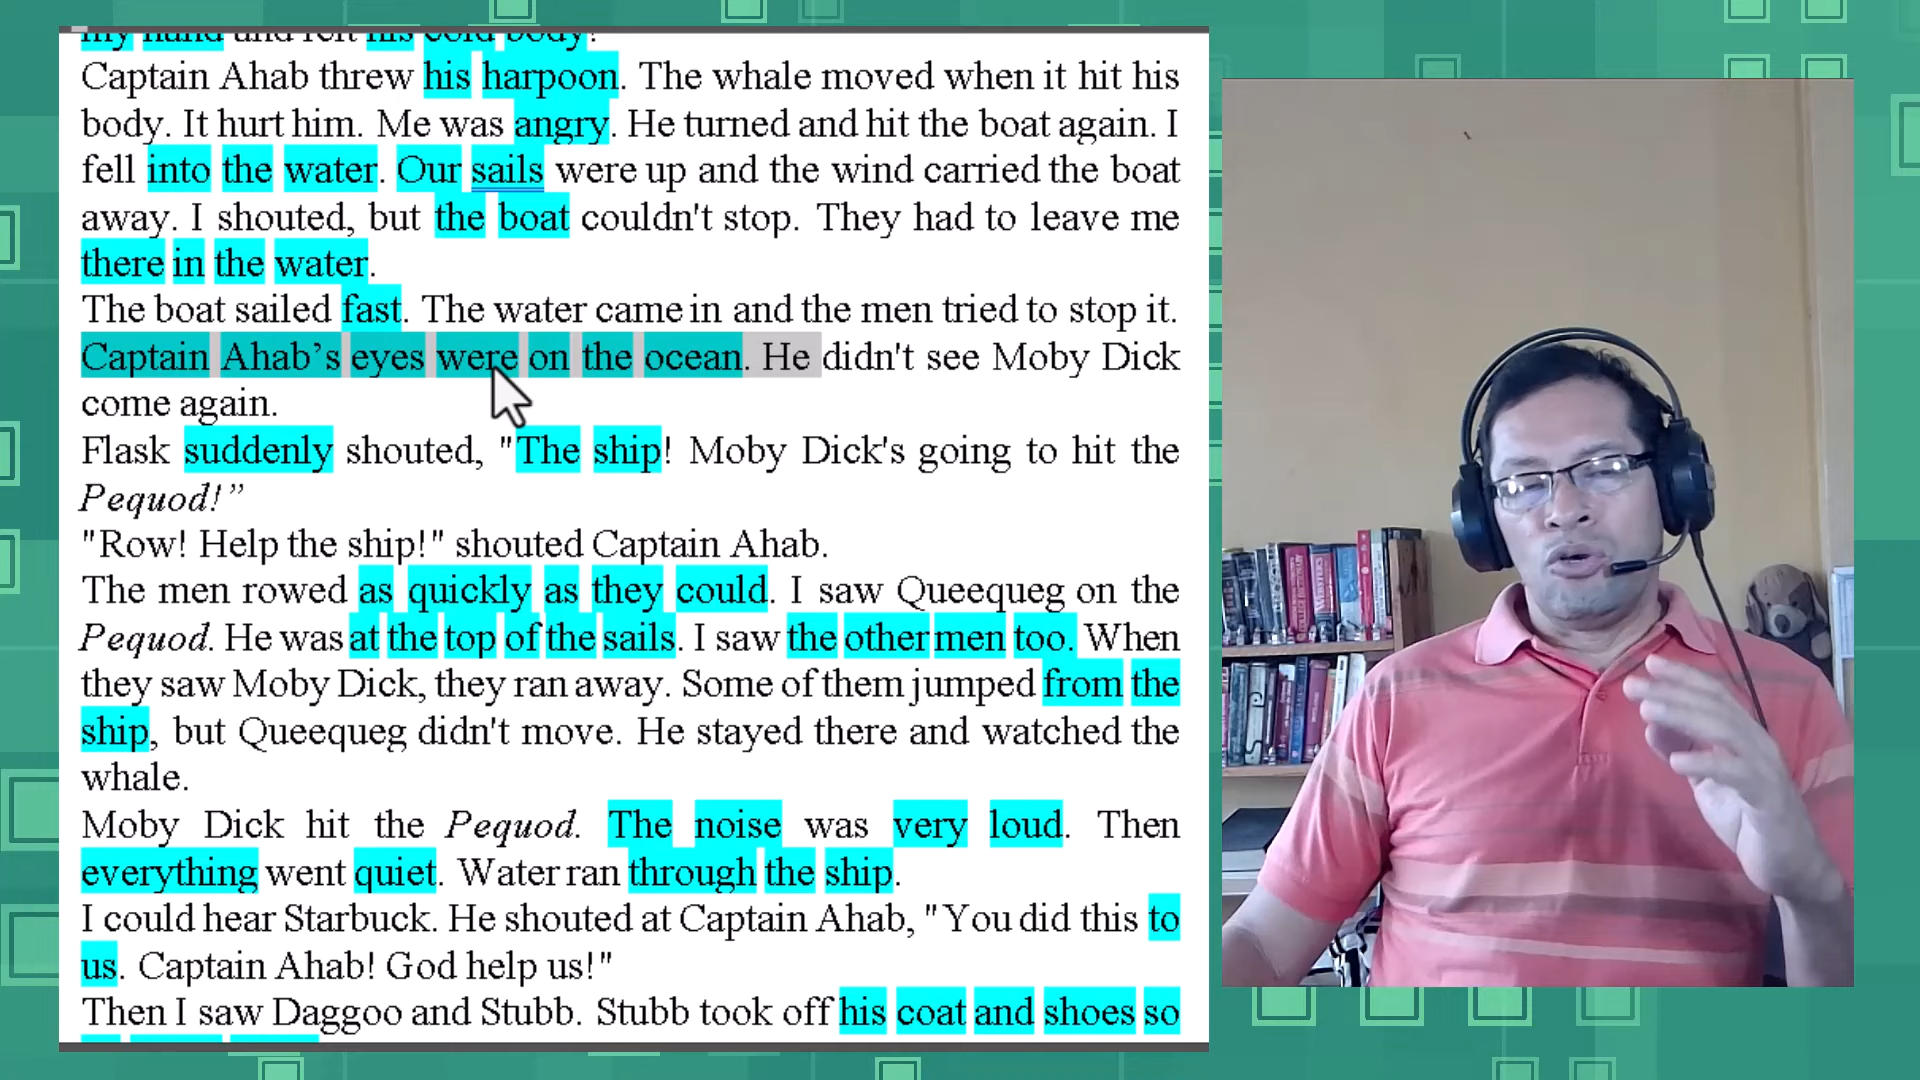 my hand and felt his cold body!
Captain Ahab threw his harpoon. The whale moved when it hit his
body. It hurt him. Me was angry. He turned and hit the boat again. I
fell into the water. Our sails were up and the wind carried the boat
away. I shouted, but the boat couldn't stop. They had to leave me
there in the water.
The boat sailed fast. The water came in and the men tried to stop it.
Captain Ahab’s eyes were on the ocean. He didn't see Moby Dick
come again.
Flask suddenly shouted, "The ship! Moby Dick's going to hit the
Pequod!”
"Row! Help the ship!" shouted Captain Ahab.
The men rowed as quickly as they could. I saw Queequeg on the
Pequod. He was at the top of the sails. I saw the other men too. When
they saw Moby Dick, they ran away. Some of them jumped from the
ship, but Queequeg didn't move. He stayed there and watched the
whale.
Moby Dick hit the Pequod. The noise was very loud. Then
everything went quiet. Water ran through the ship.
I could hear Starbuck. He shouted at Captain Ahab, "You did this to
us. Captain Ahab! God help us!"
Then I saw Daggoo and Stubb. Stubb took off his coat and shoes so